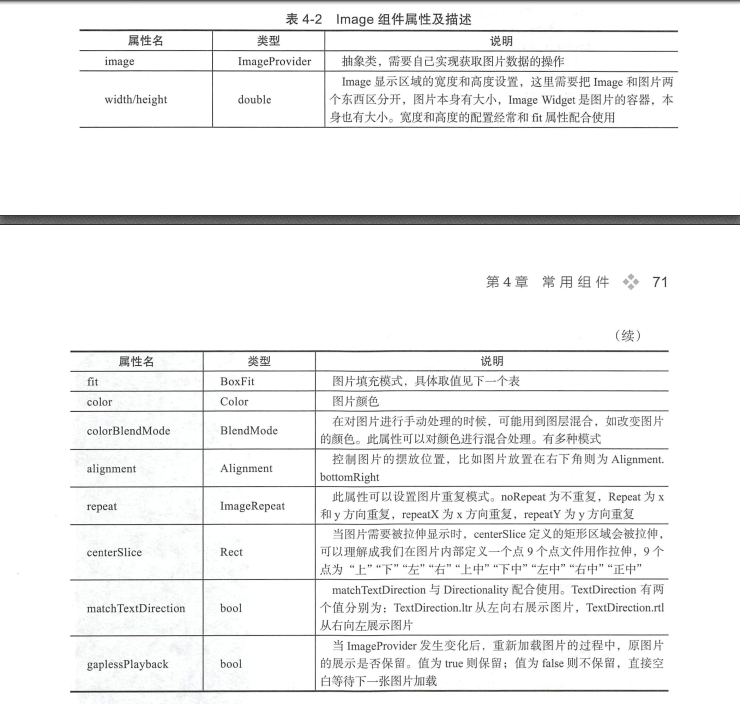 表 4-2 Image 组件属性及描述
属性名 类型 说明
image ImageProvider 抽象类，需要自己实现获取图片数据的操作
width/height double Image 显示区域的宽度和高度设置，这里需要把 Image 和图片两
个东西区分开，图片本身有大小，Image Widget 是图片的容器，本
身也有大小。宽度和高度的配置经常和 fit 属性配合使用
第 4 章 常用组件 71
（续）
属性名 类型 说明
fit BoxFit 图片填充模式，具体取值见下一个表
color Color 图片颜色
colorBlendMode BlendMode 在对图片进行手动处理的时候，可能用到图层混合，如改变图片
的颜色。此属性可以对颜色进行混合处理。有多种模式
alignment Alignment 控制图片的摆放位置，比如图片放置在右下角则为 Alignment.
bottomRight
repeat ImageRepeat 此属性可以设置图片重复模式。noRepeat 为不重复，Repeat 为 x
和 y 方向重复，repeatX 为 x 方向重复，repeatY 为 y 方向重复
centerSlice Rect 当图片需要被拉伸显示时，centerSlice 定义的矩形区域会被拉伸，
可以理解成我们在图片内部定义一个点 9 个点文件用作拉伸，9 个
点为“上”“下”“左”“右”“上中”“下中”“左中”“右中”“正中”
matchTextDirection bool matchTextDirection 与 Directionality 配合使用。TextDirection 有两
个值分别为：TextDirection.ltr 从左向右展示图片，TextDirection.rtl
从右向左展示图片
gaplessPlayback bool 当 ImageProvider 发生变化后，重新加载图片的过程中，原图片
的展示是否保留。值为 true 则保留；值为 false 则不保留，直接空
白等待下一张图片加载